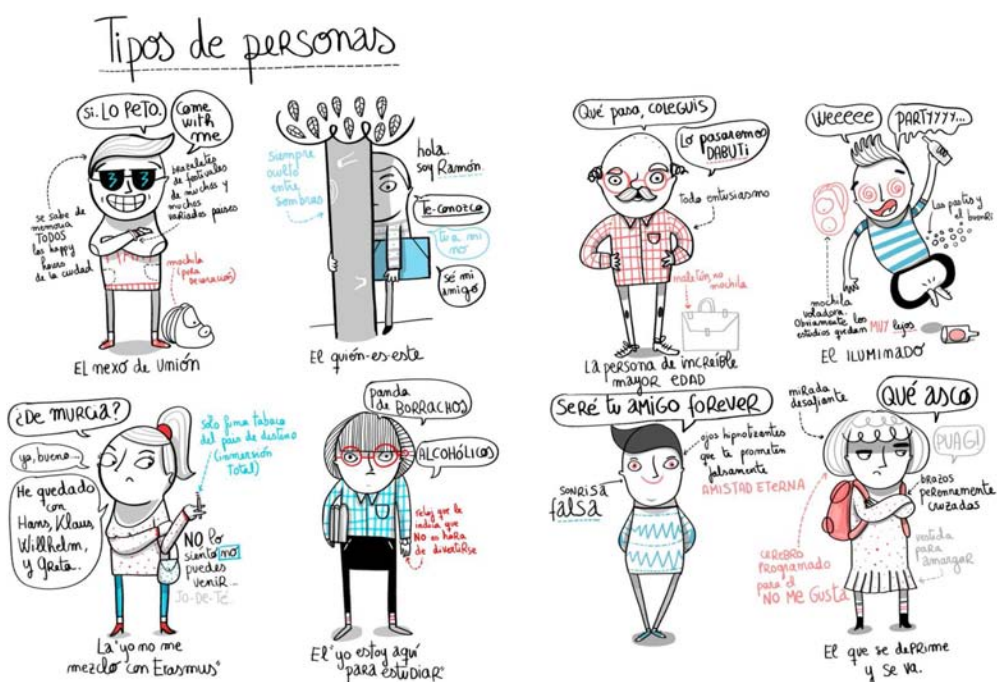 Tipos de personas
Si. LO PETO.
Come
with
me
se sabe de
memoria
TODOS
los happy
hours
de la ciudad
brazaletes
de festivales
de muchos y
muchos
variados países
mochila
(pura
decoración)
EL nexo de UNIÓN
siempre
oculto
entre
sombras
hola.
soy Ramón.
Te-conozco
tu a mi
no
sé mi
amigo
El quién-es-este
Qué pasa, COLEGUIS
Lo pasaremos
DABUTI
Todo entusiasmo
maletín no
mochila
La persona de increíble
mayor EDAD
Weeeee
PARTYYYY...
Las pastis y
el
mochila
voladora.
Obviamente los
estudios quedan MUY lejos
EL ILUMINADO
¿De MURCIA?
ya, bueno...
He quedado
con
Hans, Klaus,
Willhelm,
y Greta.
solo fuma tabaco
del país de destino
(inmersión
Total)
NO lo
siento mo
puedes
venir...
JO-DE-TE.
La "yo no me
mezclo con Erasmus"
panda
de BORRACHOS
ALCOHÓLICOS
reloj que le
indica que
NO es hora
de divertirse
El "yo estoy aquí
PARA estudiar"
SERÉ tu AMIGO FOREVER
ojos hipnotizantes
que te prometen
falsamente
AMISTAD ETERNA
SONRISA
falsa
miRada
desafiante
QUÉ ASCO
PUAG!
BRAZOS
perennemente
cruzados
vestida
para
amargar
CEREBRO
PROGRAMADO
para el
NO ME GUSTA
El que se dePRime
y se va.